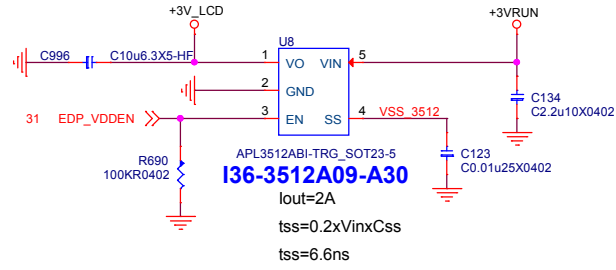 +3V_LCD
+3VRUN
U8
C996 C10u6.3X5-HF
1 VO VIN 5
2 GND
31 EDP_VDDEN 3 EN SS 4 VSS_3512
C134
C2.2u10X0402
R690
100KR0402
APL3512ABI-TRG_SOT23-5
C123
C0.01u25X0402
I36-3512A09-A30
Iout=2A
tss=0.2xVinxCss
tss=6.6ns